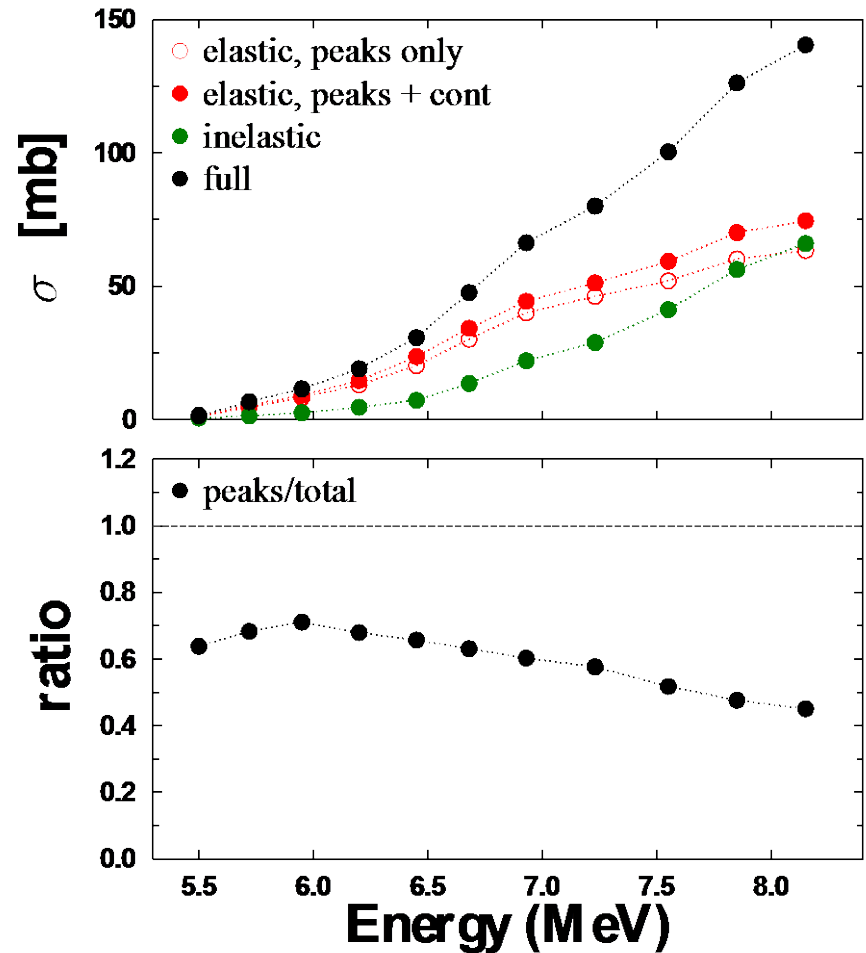 150
100
50
0
σ [mb]
elastic, peaks only
elastic, peaks + cont
inelastic
full
1.2
1.0
0.8
0.6
0.4
0.2
0.0
ratio
peaks/total
5.5 6.0 6.5 7.0 7.5 8.0
Energy (MeV)